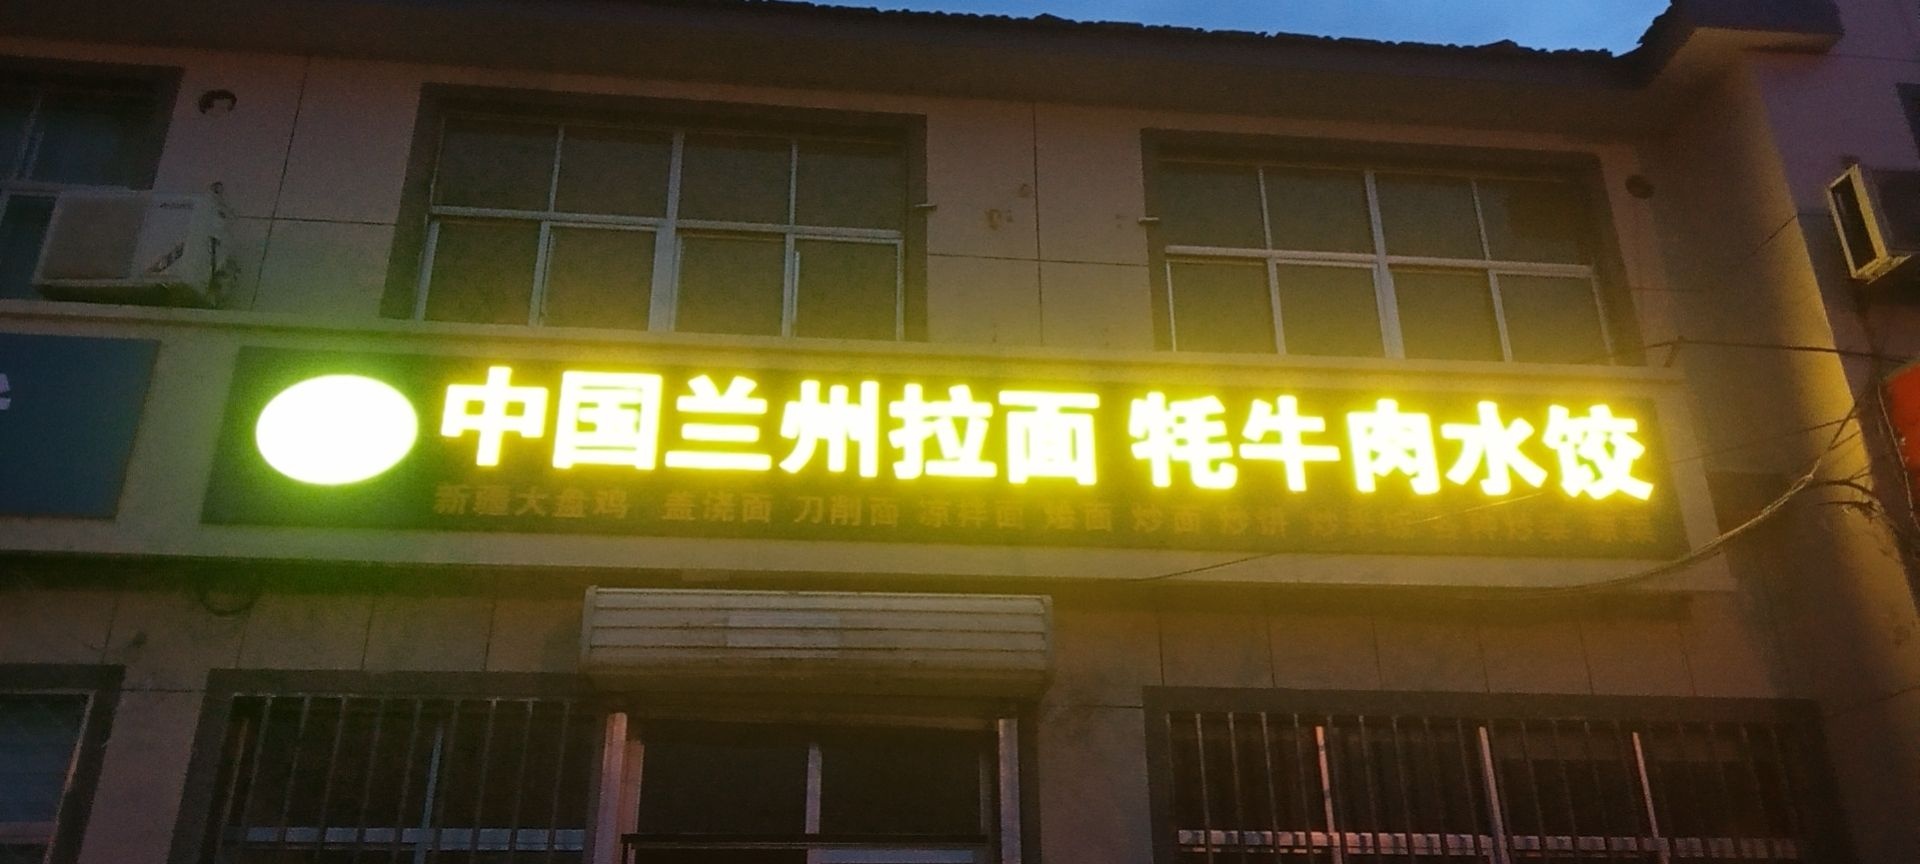 中国兰州拉面 牦牛肉水饺
新疆大盘鸡 盖浇面 刀削面 凉拌面 烩面 炒面 炒饼